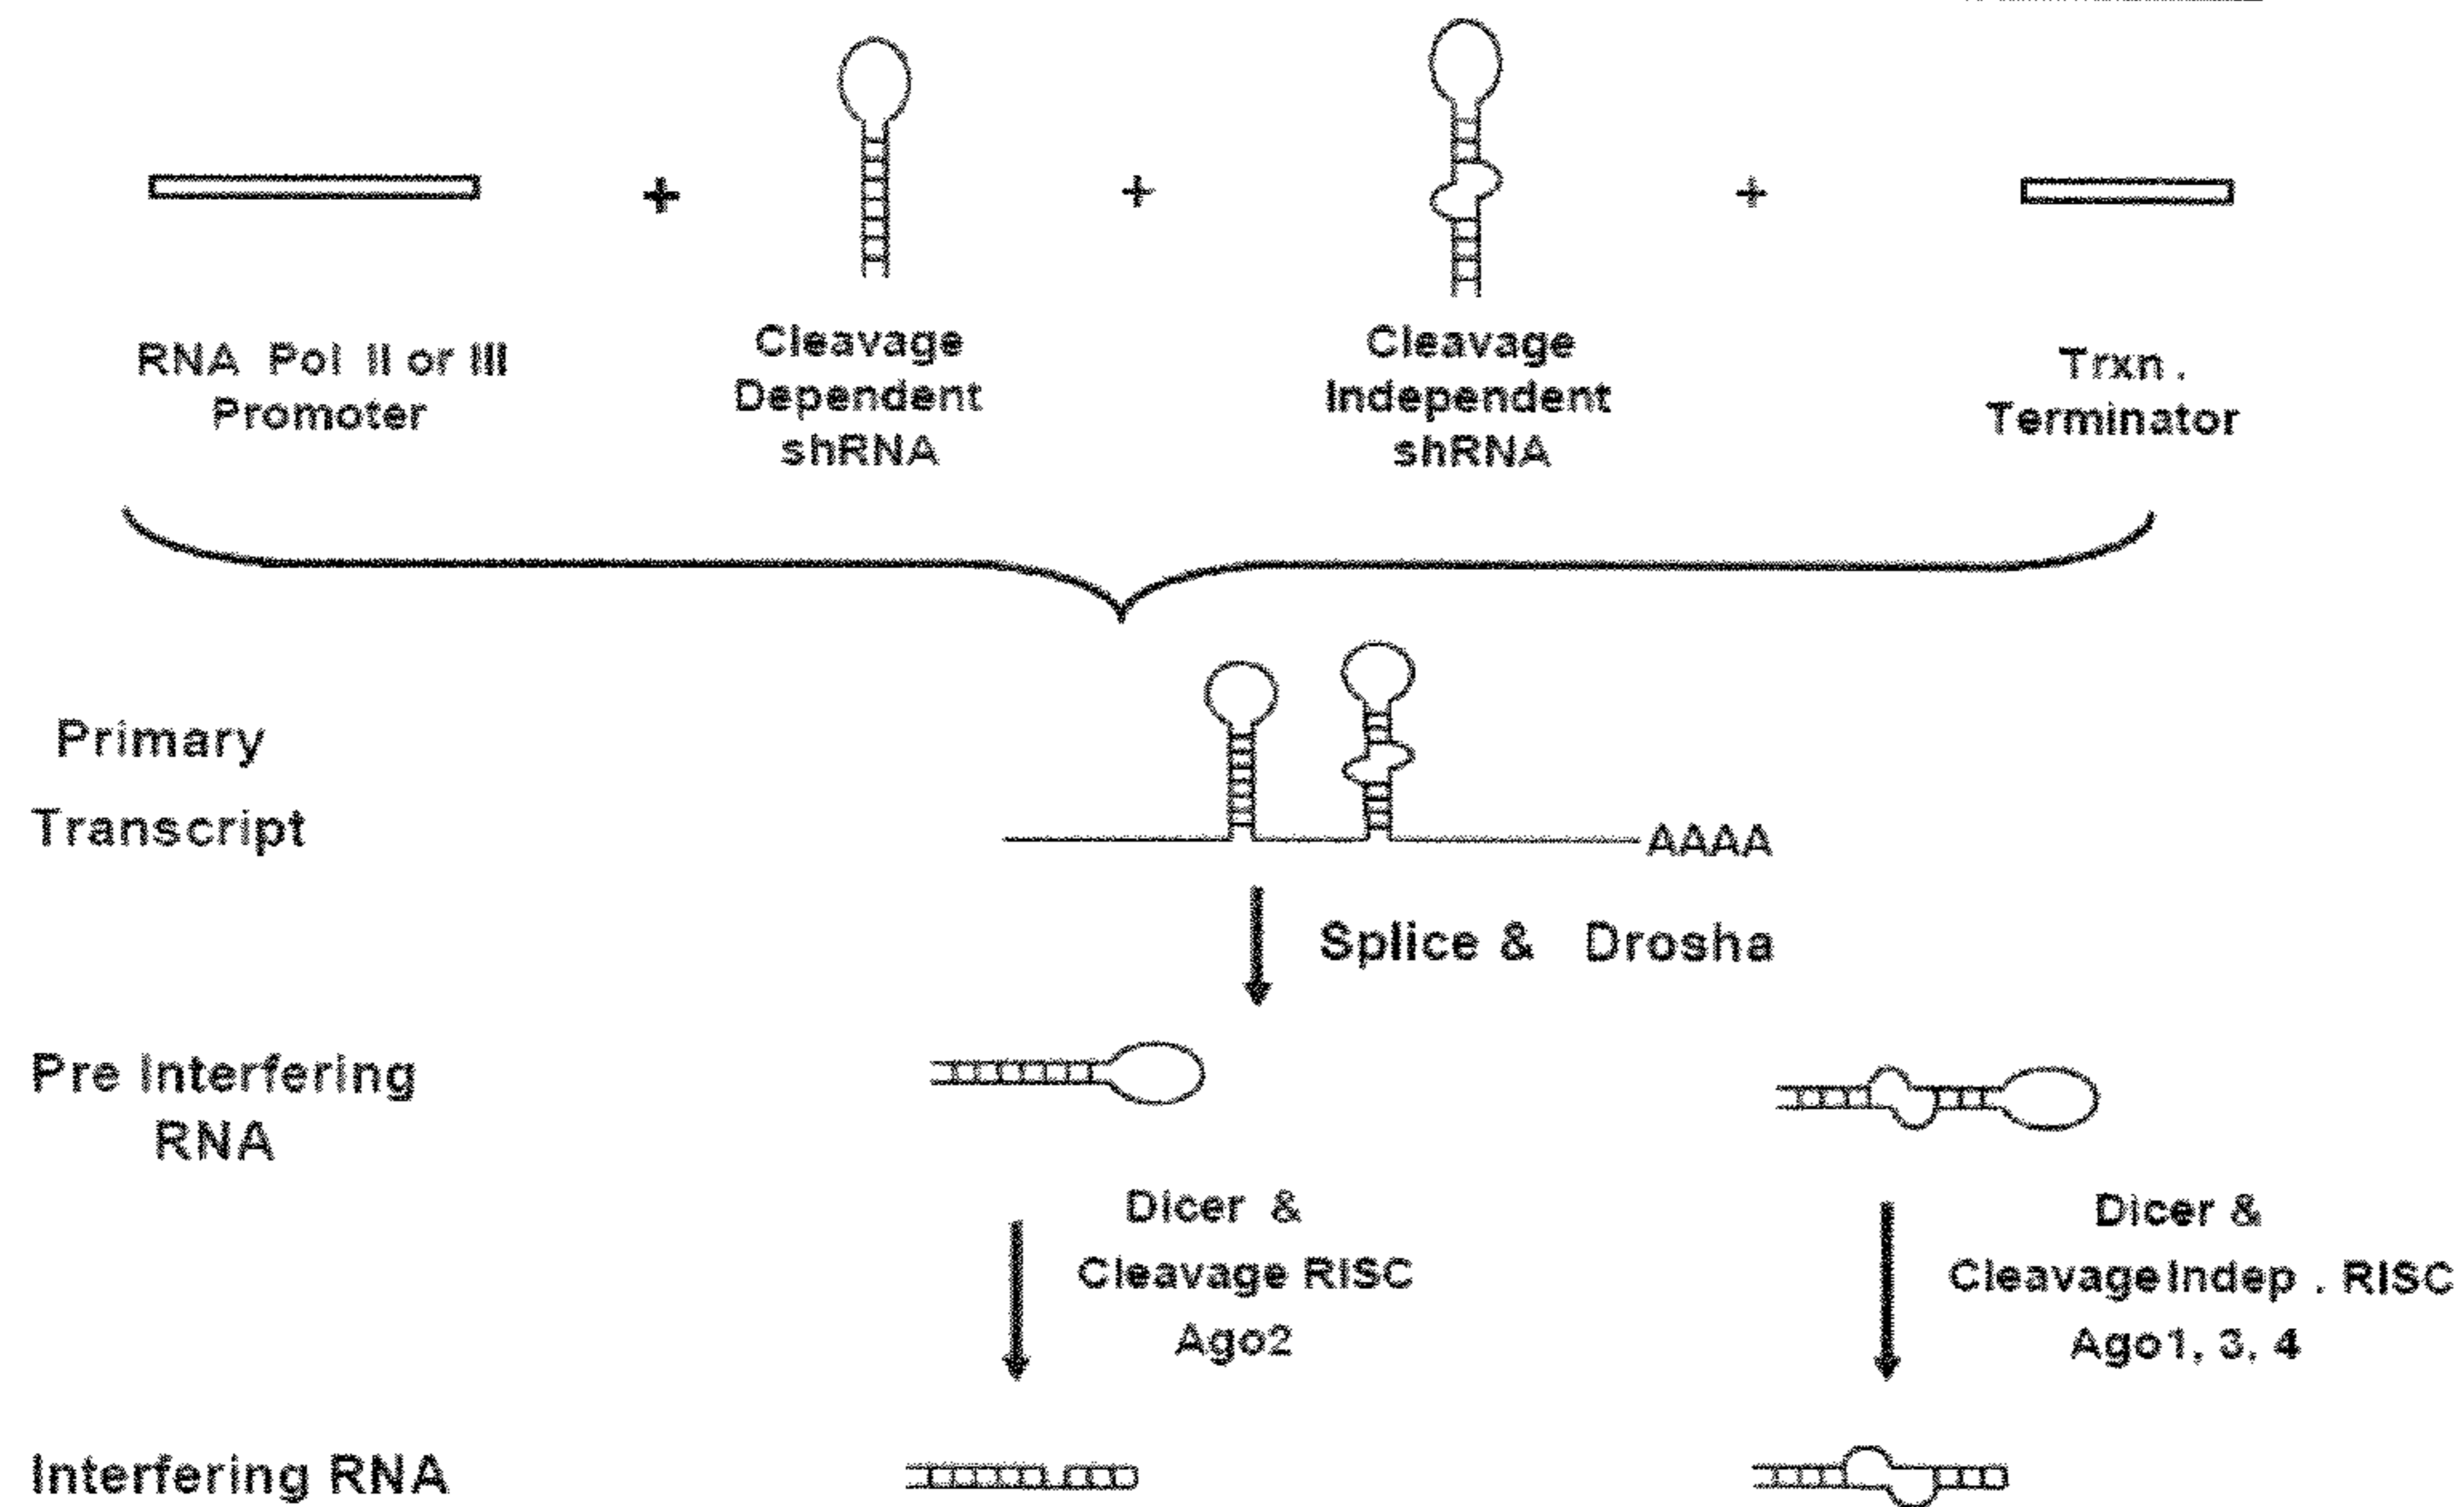 RNA Pol II or III
Promoter
Cleavage
Dependent
shRNA
Cleavage
Independent
shRNA
Trxn .
Terminator
+
+
+
Primary
Transcript
AAAA
Splice & Drosha
Pre Interfering
RNA
Dicer &
Cleavage RISC
Ago2
Dicer &
Cleavage Indep . RISC
Ago1, 3, 4
Interfering RNA